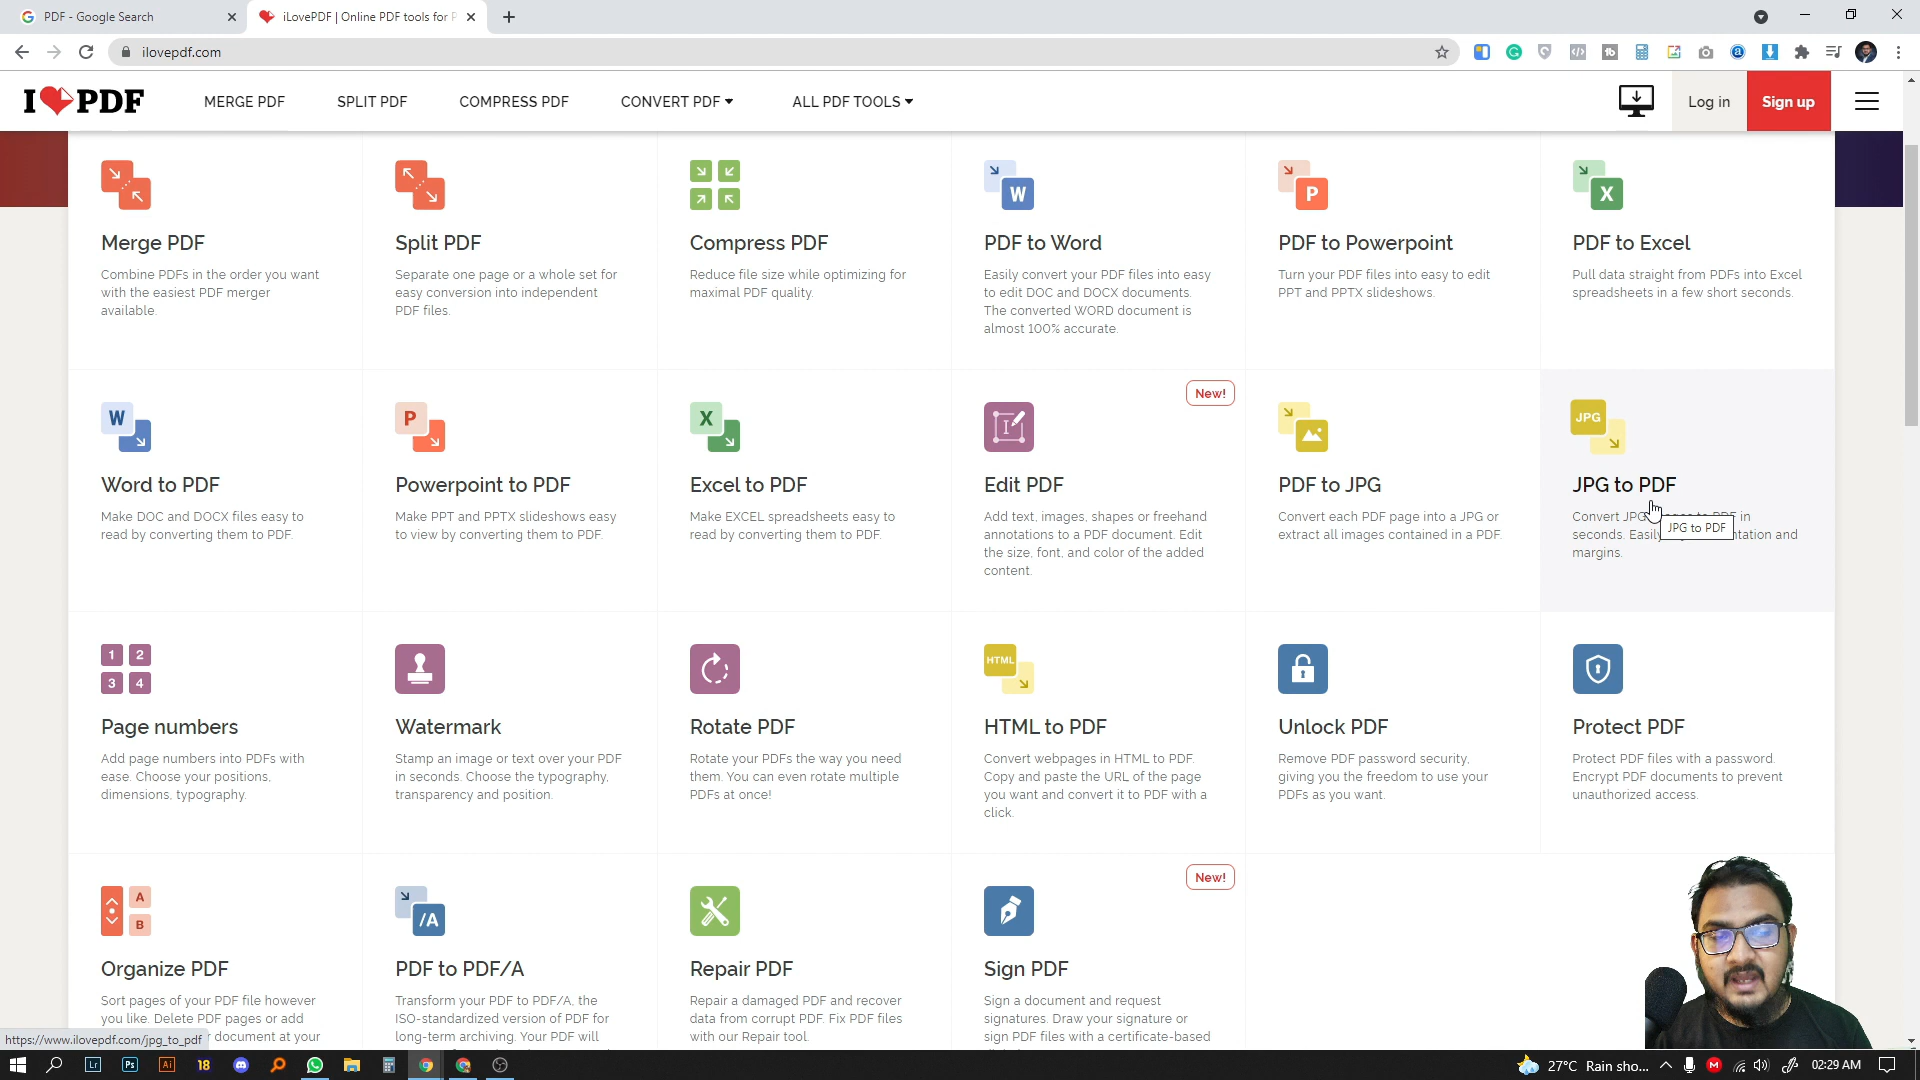 PDF - Google Search
iLovePDF | Online PDF tools for P
ilovepdf.com
I PDF
MERGE PDF
SPLIT PDF
COMPRESS PDF
CONVERT PDF
ALL PDF TOOLS
Log in
Sign up
Merge PDF
Combine PDFs in the order you want
with the easiest PDF merger
available.
Split PDF
Separate one page or a whole set for
easy conversion into independent
PDF files.
Compress PDF
Reduce file size while optimizing for
maximal PDF quality.
W
PDF to Word
Easily convert your PDF files into easy
to edit DOC and DOCX documents.
The converted WORD document is
almost 100% accurate.
P
PDF to Powerpoint
Turn your PDF files into easy to edit
PPT and PPTX slideshows.
X
PDF to Excel
Pull data straight from PDFs into Excel
spreadsheets in a few short seconds.
W
Word to PDF
Make DOC and DOCX files easy to
read by converting them to PDF.
P
Powerpoint to PDF
Make PPT and PPTX slideshows easy
to view by converting them to PDF.
X
Excel to PDF
Make EXCEL spreadsheets easy to
read by converting them to PDF.
New!
Edit PDF
Add text, images, shapes or freehand
annotations to a PDF document. Edit
the size, font, and color of the added
content.
PDF to JPG
Convert each PDF page into a JPG or
extract all images contained in a PDF.
JPG
JPG to PDF
Convert JPG in
seconds. Easily
margins.
JPG to PDF
1 2
3 4
Page numbers
Add page numbers into PDFs with
ease. Choose your positions,
dimensions, typography.
Watermark
Stamp an image or text over your PDF
in seconds. Choose the typography,
transparency and position.
Rotate PDF
Rotate your PDFs the way you need
them. You can even rotate multiple
PDFs at once!
HTML
HTML to PDF
Convert webpages in HTML to PDF.
Copy and paste the URL of the page
you want and convert it to PDF with a
click.
Unlock PDF
Remove PDF password security,
giving you the freedom to use your
PDFs as you want.
Protect PDF
Protect PDF files with a password.
Encrypt PDF documents to prevent
unauthorized access.
A
B
Organize PDF
Sort pages of your PDF file however
you like. Delete PDF pages or add
document at your
/A
PDF to PDF/A
Transform your PDF to PDF/A, the
ISO-standardized version of PDF for
long-term archiving. Your PDF will
Repair PDF
Repair a damaged PDF and recover
data from corrupt PDF. Fix PDF files
with our Repair tool.
New!
Sign PDF
Sign a document and request
signatures. Draw your signature or
sign PDF files with a certificate-based
https://www.ilovepdf.com/jpg_to_pdf
Lr
Ps
Ai
18
27°C Rain sho...
02:29 AM